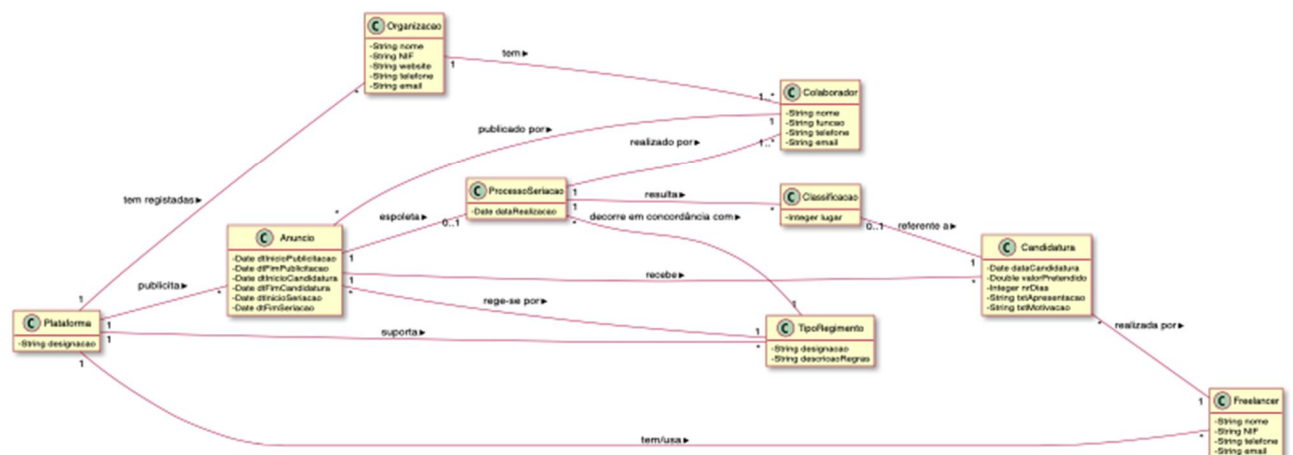 C Organizacao
-String nome
-String NIF
-String website
-String telefone
-String email
1
tem
1..*
*
C Colaborador
-String nome
-String funcao
-String telefone
-String email
1
1..*
publicado por
realizado por
tem registadas
C ProcessoSeriacao
-Date dataRealizacao
1
1
*
resulta
*
C Classificacao
-Integer lugar
0..1
referente a
1
decorre em concordância com
espoleta
0..1
*
C Anuncio
-Date dtInicioPublicitacao
-Date dtFimPublicitacao
-Date dtInicioCandidatura
-Date dtFimCandidatura
-Date dtInicioSeriacao
-Date dtFimSeriacao
1
1
*
C Candidatura
-Date dataCandidatura
-Double valorPretendido
-Integer nrDias
-String txtApresentacao
-String txtMotivacao
*
*
recebe
publicita
*
rege-se por
1
1
realizada por
1
C Plataforma
-String designacao
1
1
1
suporta
*
C TipoRegimento
-String designacao
-String descricaoRegras
1
C Freelancer
-String nome
-String NIF
-String telefone
-String email
*
tem/usa